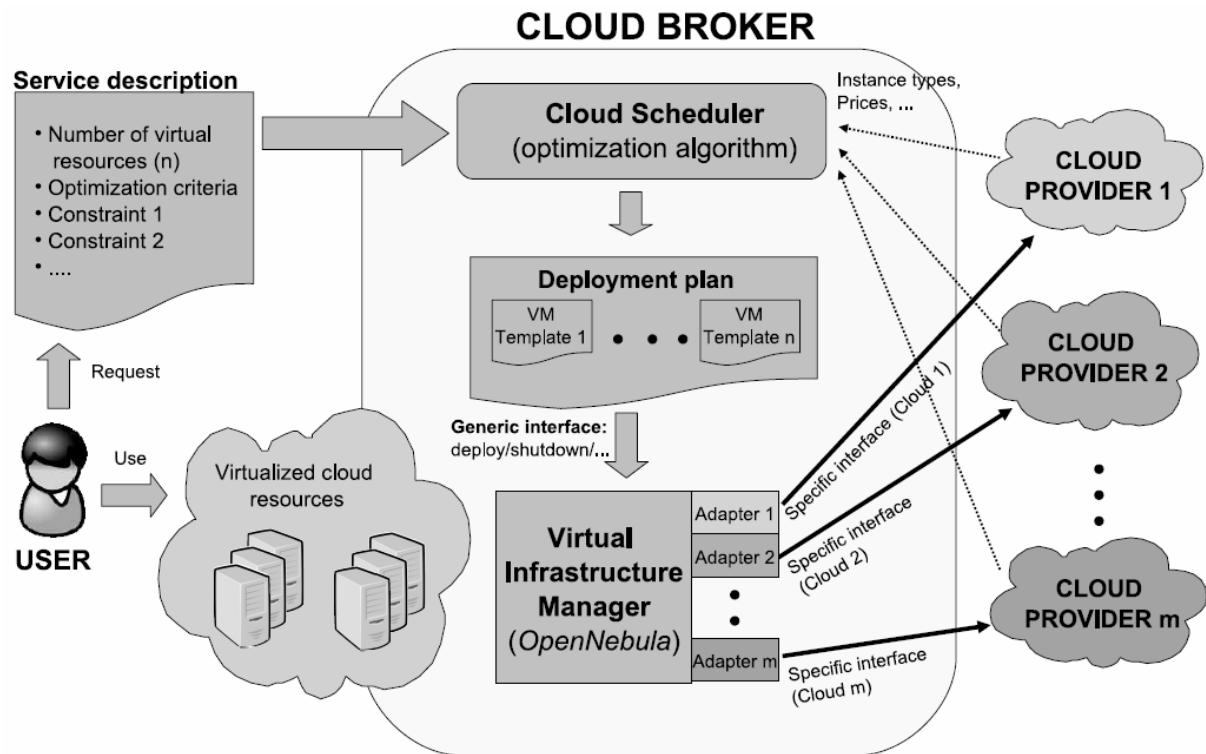 CLOUD BROKER
Service description
• Number of virtual
resources (n)
• Optimization criteria
• Constraint 1
• Constraint 2
• ....
Request
Use
USER
Virtualized cloud
resources
Cloud Scheduler
(optimization algorithm)
Deployment plan
VM
Template 1
• • •
VM
Template n
Generic interface:
deploy/shutdown/...
Virtual
Infrastructure
Manager
(OpenNebula)
Adapter 1
Adapter 2
Adapter m
Specific interface (Cloud 1)
Specific interface
(Cloud 2)
Specific interface
(Cloud m)
Instance types,
Prices, ...
CLOUD
PROVIDER 1
CLOUD
PROVIDER 2
CLOUD
PROVIDER m